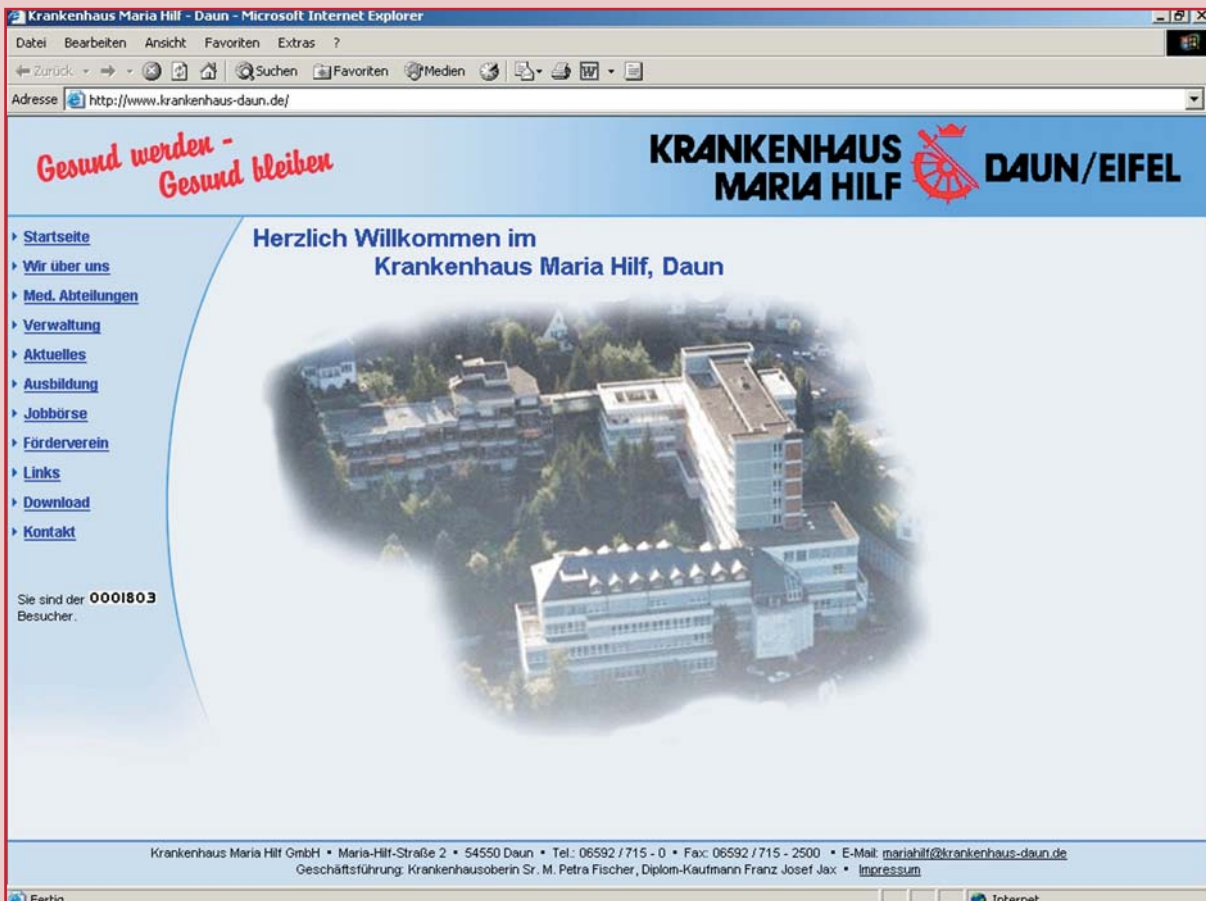 Krankenhaus Maria Hilf - Daun - Microsoft Internet Explorer
Datei Bearbeiten Ansicht Favoriten Extras ?
Zurück Suchen Favoriten Medien
Adresse http://www.krankenhaus-daun.de/
Gesund werden -
Gesund bleiben
KRANKENHAUS
MARIA HILF
DAUN/EIFEL
Startseite
Wir über uns
Med. Abteilungen
Verwaltung
Aktuelles
Ausbildung
Jobbörse
Förderverein
Links
Download
Kontakt
Sie sind der 0001803
Besucher.
Herzlich Willkommen im
Krankenhaus Maria Hilf, Daun
Krankenhaus Maria Hilf GmbH • Maria-Hilf-Straße 2 • 54550 Daun • Tel.: 06592 / 715 - 0 • Fax: 06592 / 715 - 2500 • E-Mail: mariahilf@krankenhaus-daun.de
Geschäftsführung: Krankenhausoberin Sr. M. Petra Fischer, Diplom-Kaufmann Franz Josef Jax • Impressum
Fertig Internet